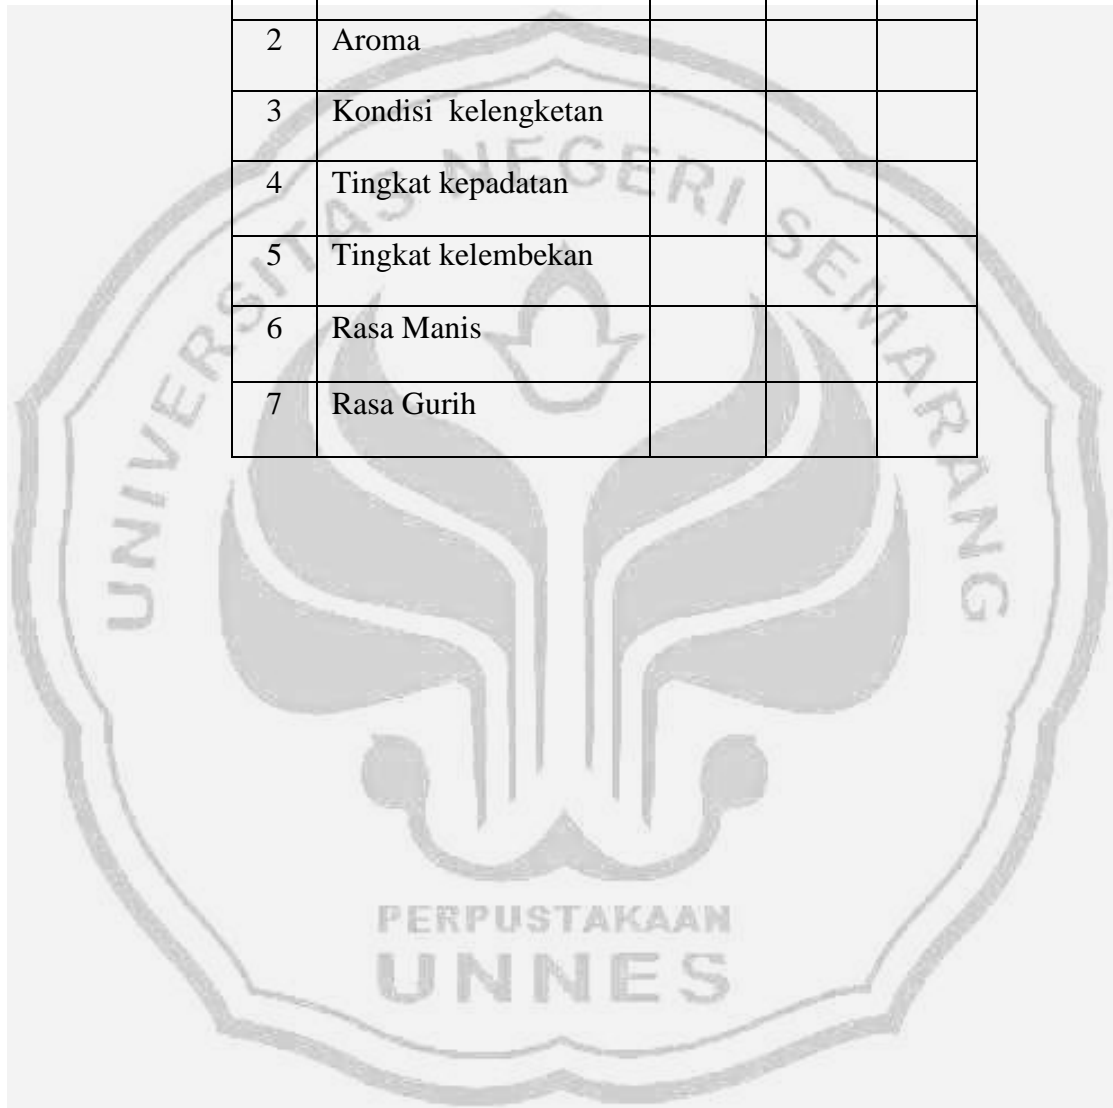 2 Aroma
3 Kondisi kelengketan
4 Tingkat kepadatan
5 Tingkat kelembekan
6 Rasa Manis
7 Rasa Gurih
UNIVERSITAS NEGERI SEMARANG
PERPUSTAKAAN
UNNES